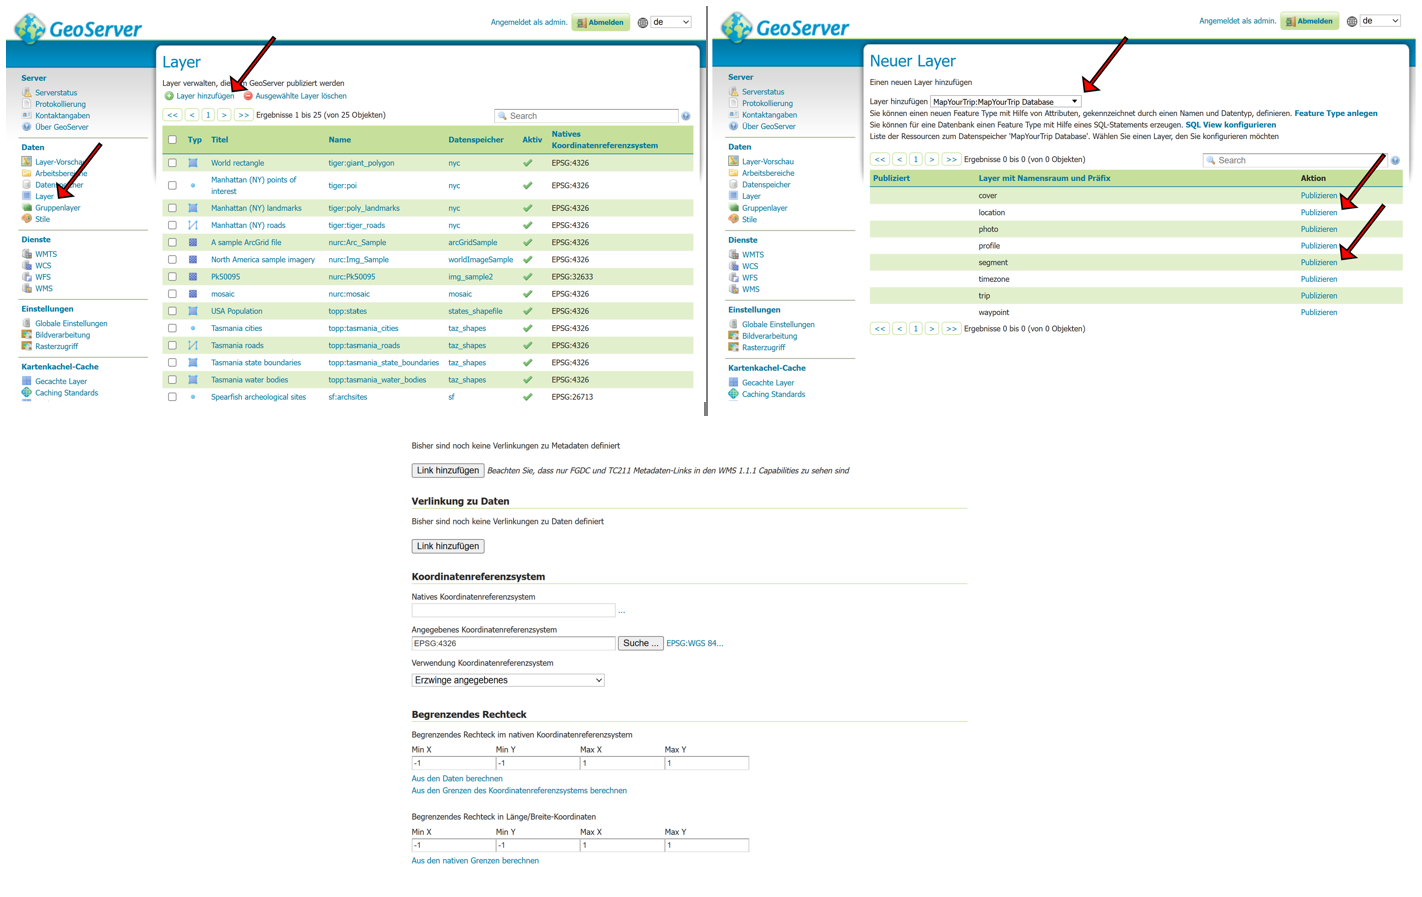 GeoServer
Angemeldet als admin.
Abmelden
de
Server
Serverstatus
Protokollierung
Kontaktangaben
Über GeoServer
Daten
Layer-Vorschau
Arbeitsbereiche
Layer
Gruppenlayer
Stile
Dienste
WMTS
WCS
WFS
WMS
Einstellungen
Globale Einstellungen
Bildverarbeitung
Rasterzugriff
Kartenkachel-Cache
Gecachte Layer
Caching Standards
Layer
Layer verwalten, die GeoServer publiziert werden
Layer hinzufügen Ausgewählte Layer löschen
<< < 1 > >> Ergebnisse 1 bis 25 (von 25 Objekten) Search
Typ Titel Name Datenspeicher Aktiv Natives Koordinatenreferenzsystem
World rectangle tiger:giant_polygon nyc EPSG:4326
Manhattan (NY) points of interest tiger:poi nyc EPSG:4326
Manhattan (NY) landmarks tiger:poly_landmarks nyc EPSG:4326
Manhattan (NY) roads tiger:tiger_roads nyc EPSG:4326
A sample ArcGrid file nurc:Arc_Sample arcGridSample EPSG:4326
North America sample imagery nurc:Img_Sample worldImageSample EPSG:4326
Pk50095 nurc:Pk50095 img_sample2 EPSG:32633
mosaic nurc:mosaic mosaic EPSG:4326
USA Population topp:states states_shapefile EPSG:4326
Tasmania cities topp:tasmania_cities taz_shapes EPSG:4326
Tasmania roads topp:tasmania_roads taz_shapes EPSG:4326
Tasmania state boundaries topp:tasmania_state_boundaries taz_shapes EPSG:4326
Tasmania water bodies topp:tasmania_water_bodies taz_shapes EPSG:4326
Spearfish archeological sites sf:archsites sf EPSG:26713
GeoServer
Angemeldet als admin.
Abmelden
de
Server
Serverstatus
Protokollierung
Kontaktangaben
Über GeoServer
Daten
Layer-Vorschau
Arbeitsbereiche
Datenspeicher
Layer
Gruppenlayer
Stile
Dienste
WMTS
WCS
WFS
WMS
Einstellungen
Globale Einstellungen
Bildverarbeitung
Rasterzugriff
Kartenkachel-Cache
Gecachte Layer
Caching Standards
Neuer Layer
Einen neuen Layer hinzufügen
Layer hinzufügen MapYourTrip:MapYourTrip Database
Sie können einen neuen Feature Type mit Hilfe von Attributen, gekennzeichnet durch einen Namen und Datentyp, definieren. Feature Type anlegen
Sie können für eine Datenbank einen Feature Type mit Hilfe eines SQL-Statements erzeugen. SQL View konfigurieren
Liste der Ressourcen zum Datenspeicher 'MapYourTrip Database'. Wählen Sie einen Layer, den Sie konfigurieren möchten
<< < 1 > >> Ergebnisse 0 bis 0 (von 0 Objekten) Search
Publiziert Layer mit Namensraum und Präfix Aktion
cover Publizieren
location Publizieren
photo Publizieren
profile Publizieren
segment Publizieren
timezone Publizieren
trip Publizieren
waypoint Publizieren
<< < 1 > >> Ergebnisse 0 bis 0 (von 0 Objekten)
Bisher sind noch keine Verlinkungen zu Metadaten definiert
Link hinzufügen Beachten Sie, dass nur FGDC und TC211 Metadaten-Links in den WMS 1.1.1 Capabilities zu sehen sind
Verlinkung zu Daten
Bisher sind noch keine Verlinkungen zu Daten definiert
Link hinzufügen
Koordinatenreferenzsystem
Natives Koordinatenreferenzsystem
...
Angegebenes Koordinatenreferenzsystem
EPSG:4326 Suche ... EPSG:WGS 84...
Verwendung Koordinatenreferenzsystem
Erzwinge angegebenes
Begrenzendes Rechteck
Begrenzendes Rechteck im nativen Koordinatenreferenzsystem
Min X Min Y Max X Max Y
-1 -1 1 1
Aus den Daten berechnen
Aus den Grenzen des Koordinatenreferenzsystems berechnen
Begrenzendes Rechteck in Länge/Breite-Koordinaten
Min X Min Y Max X Max Y
-1 -1 1 1
Aus den nativen Grenzen berechnen